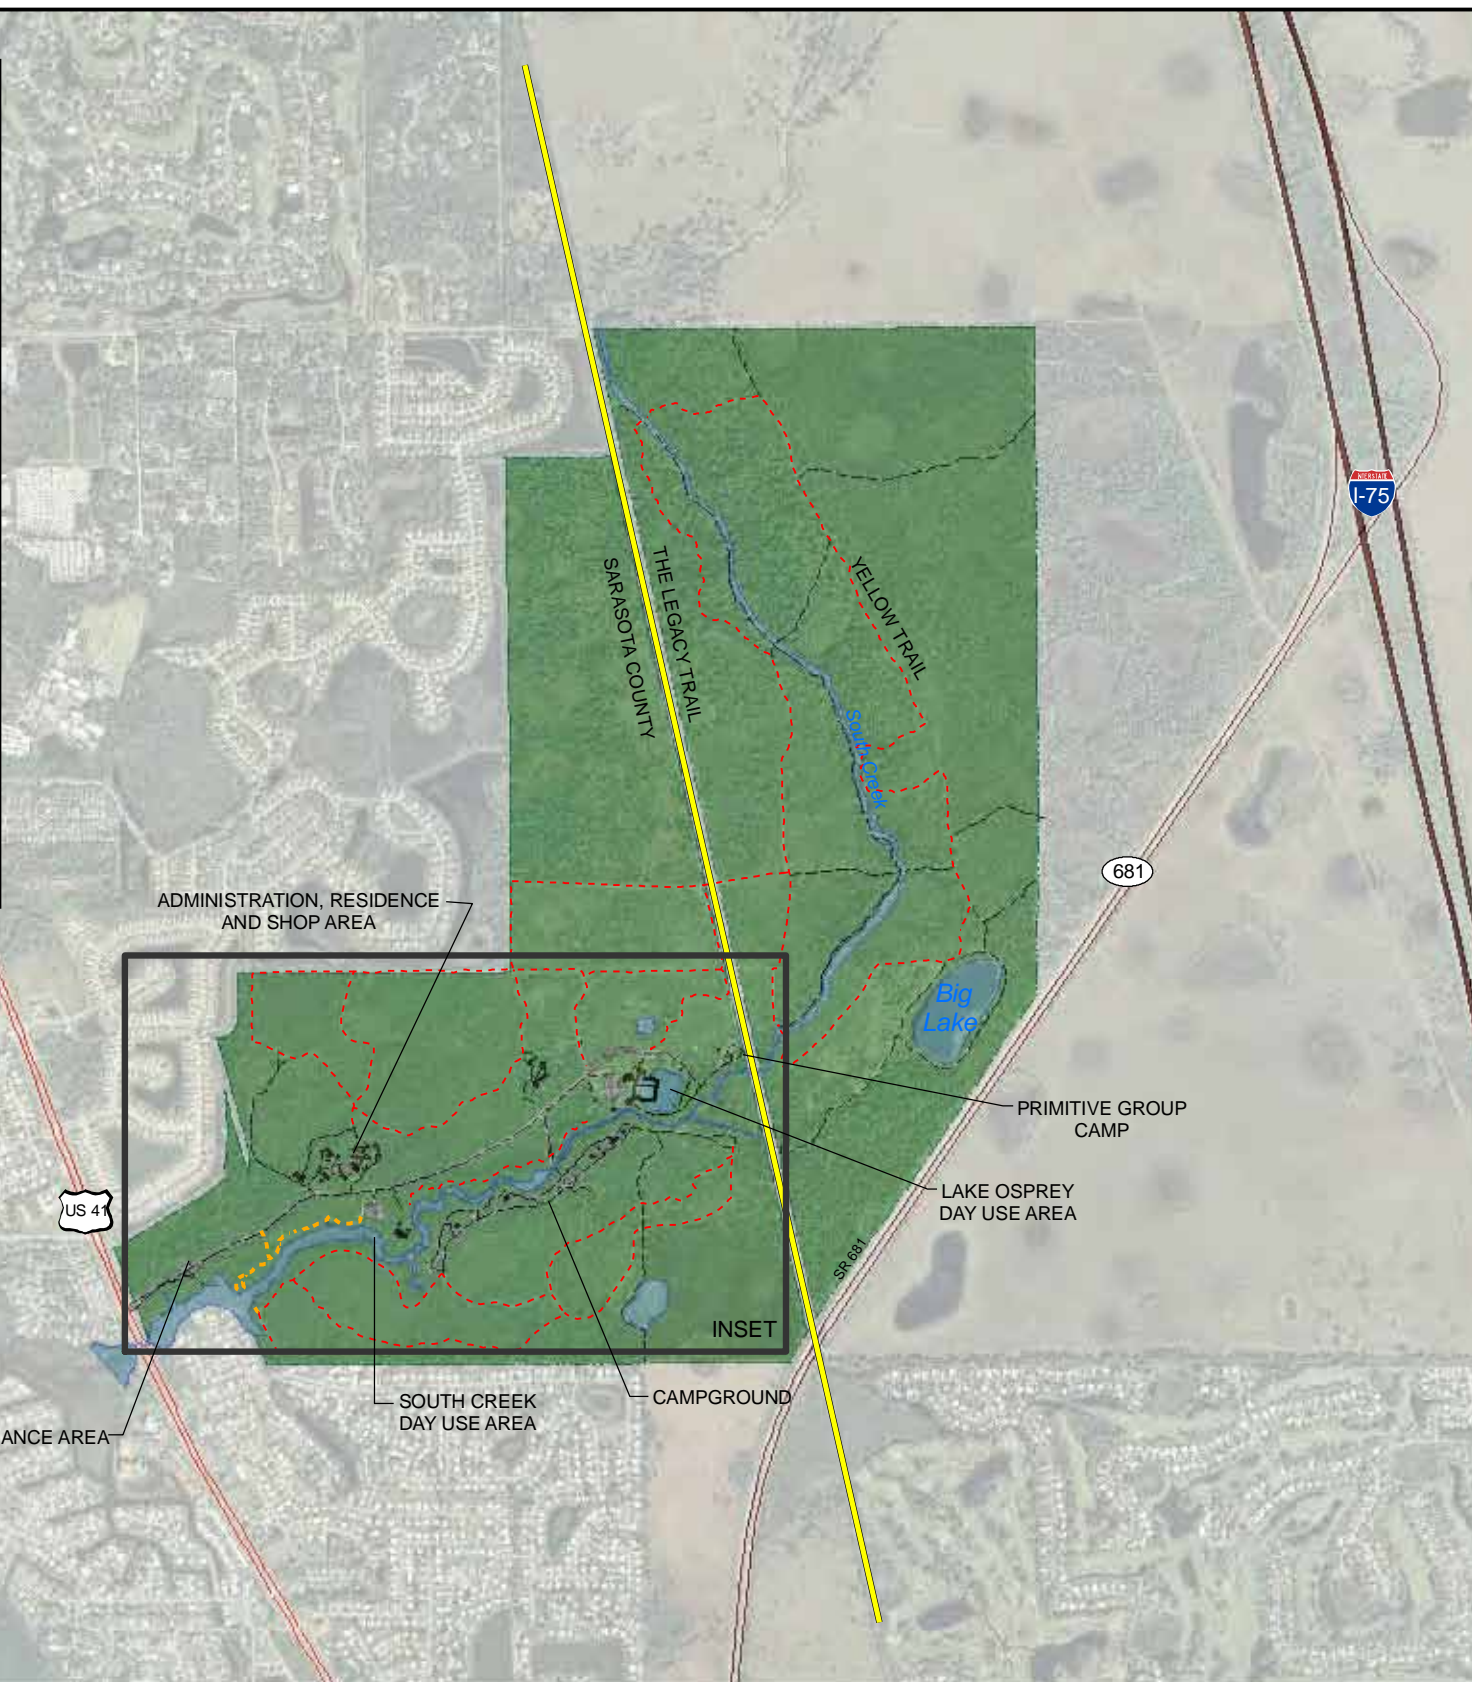 INTERSTATE
I-75
THE LEGACY TRAIL
SARASOTA COUNTY
YELLOW TRAIL
South Creek
681
ADMINISTRATION, RESIDENCE
AND SHOP AREA
Big
Lake
PRIMITIVE GROUP
CAMP
LAKE OSPREY
DAY USE AREA
US 41
SR 681
INSET
SOUTH CREEK
DAY USE AREA
CAMPGROUND
ANCE AREA